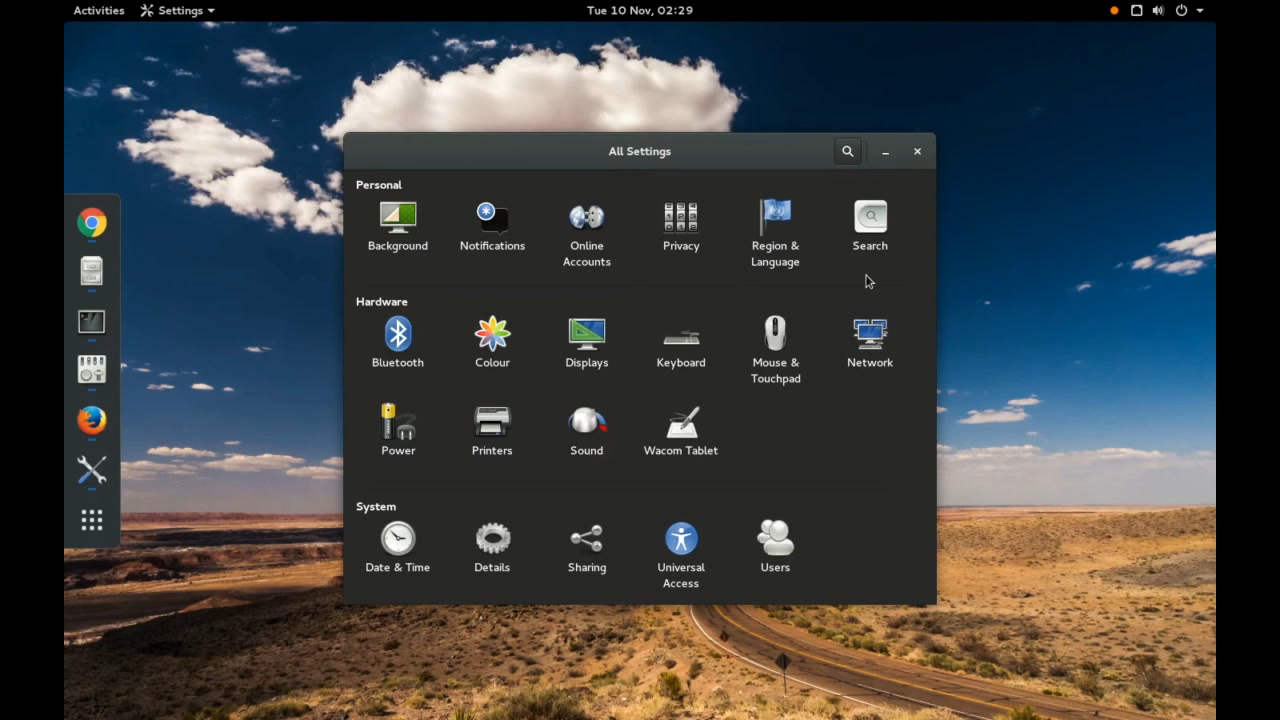 Activities Settings Tue 10 Nov, 02:29
All Settings
Personal
Background Notifications Online Accounts Privacy Region & Language Search
Hardware
Bluetooth Colour Displays Keyboard Mouse & Touchpad Network
Power Printers Sound Wacom Tablet
System
Date & Time Details Sharing Universal Access Users